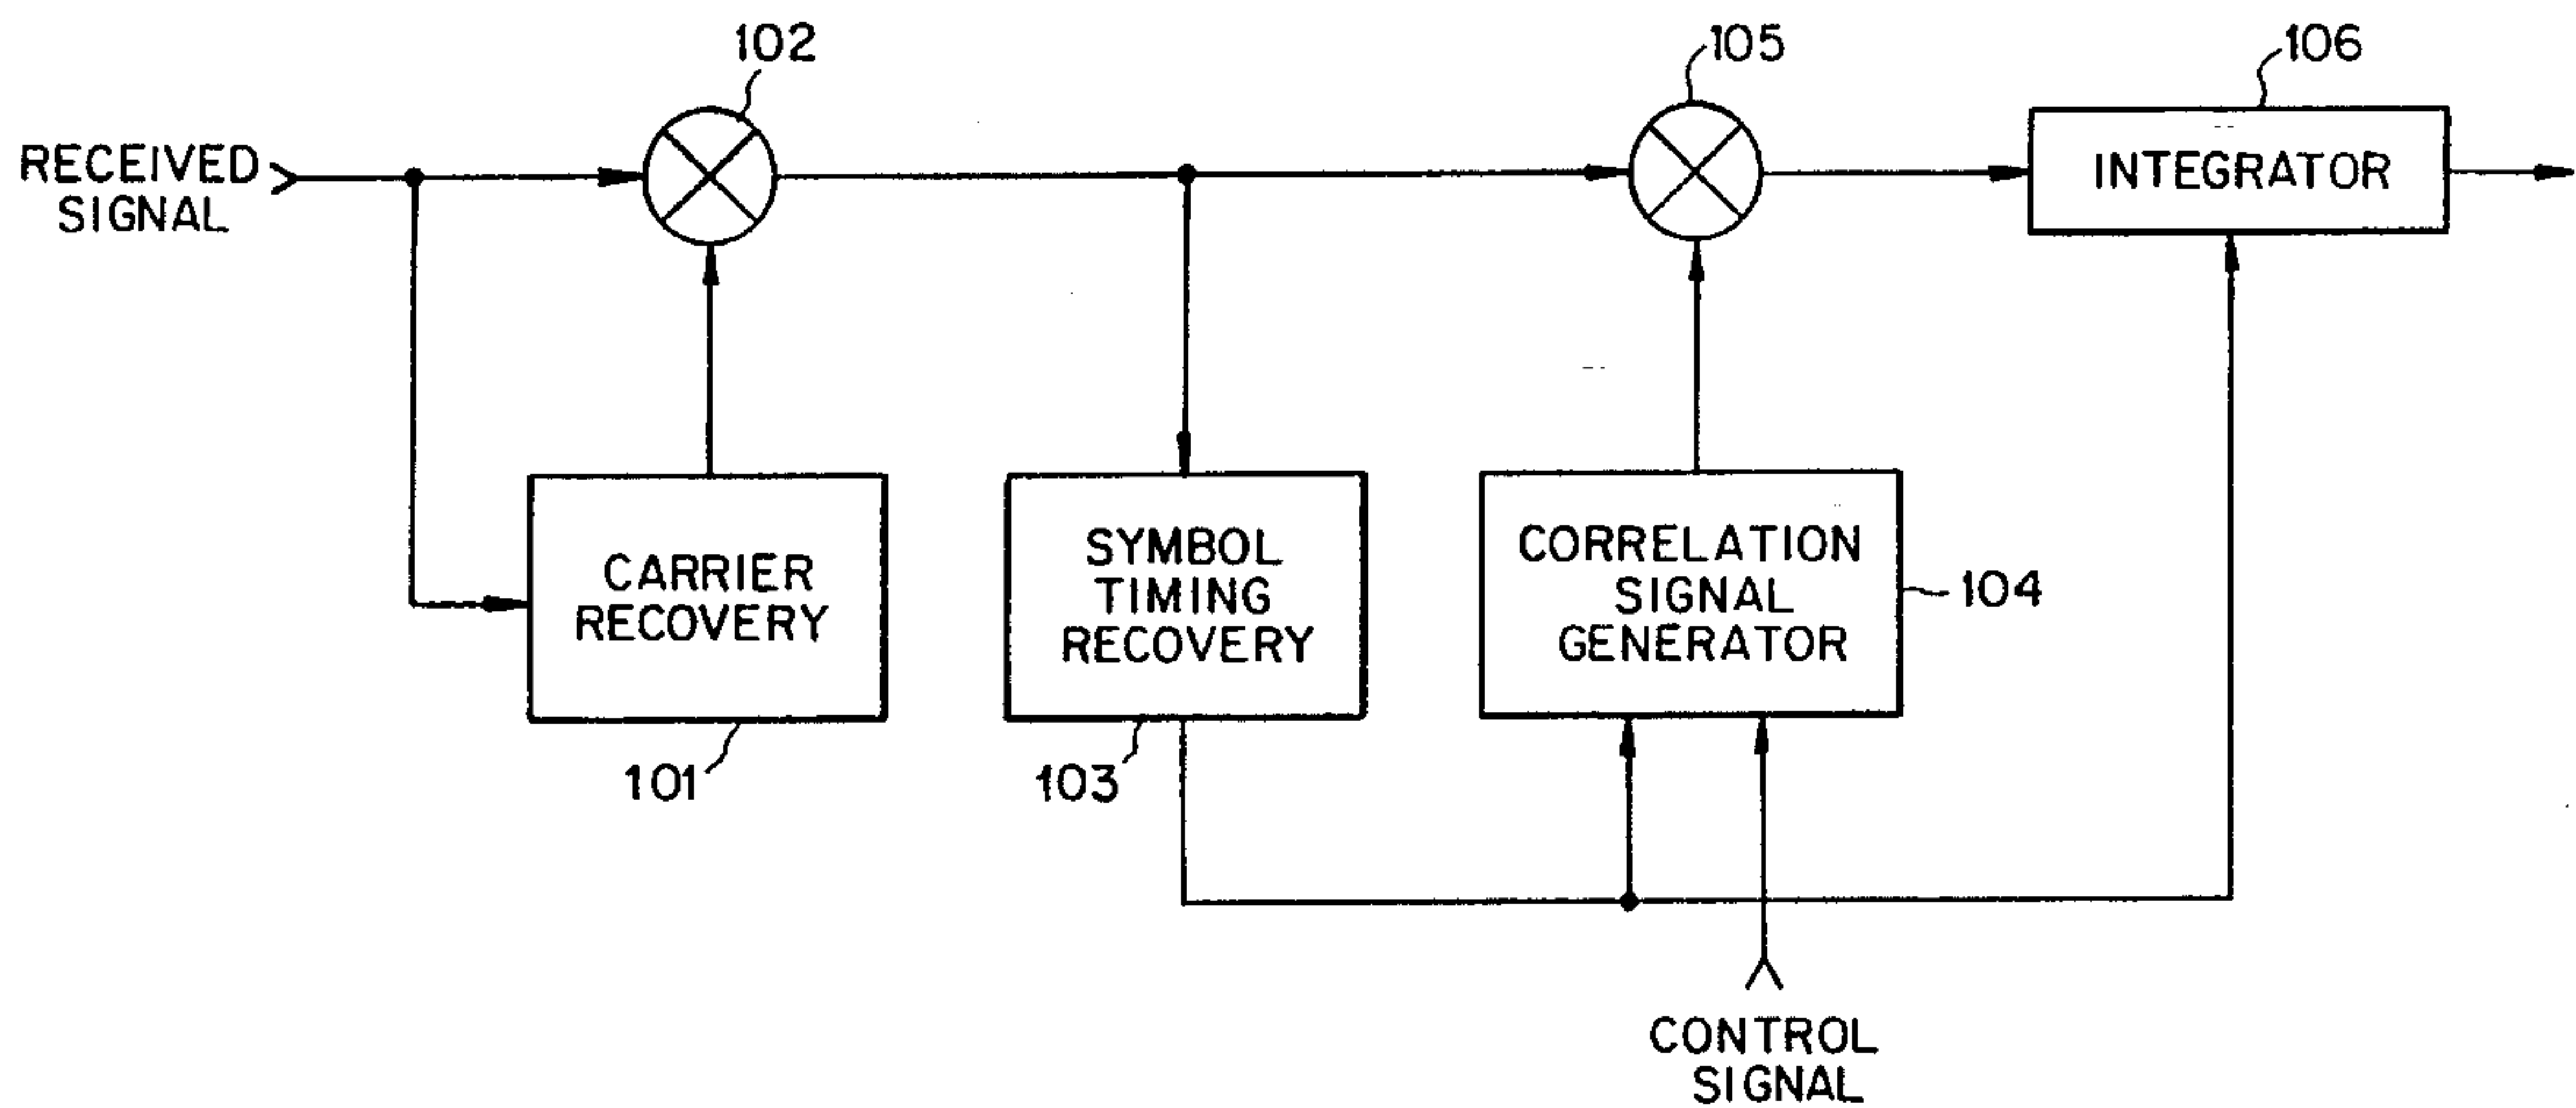 102
105
106
RECEIVED
SIGNAL
INTEGRATOR
CARRIER
RECOVERY
SYMBOL
TIMING
RECOVERY
CORRELATION
SIGNAL
GENERATOR
104
101
103
CONTROL
SIGNAL